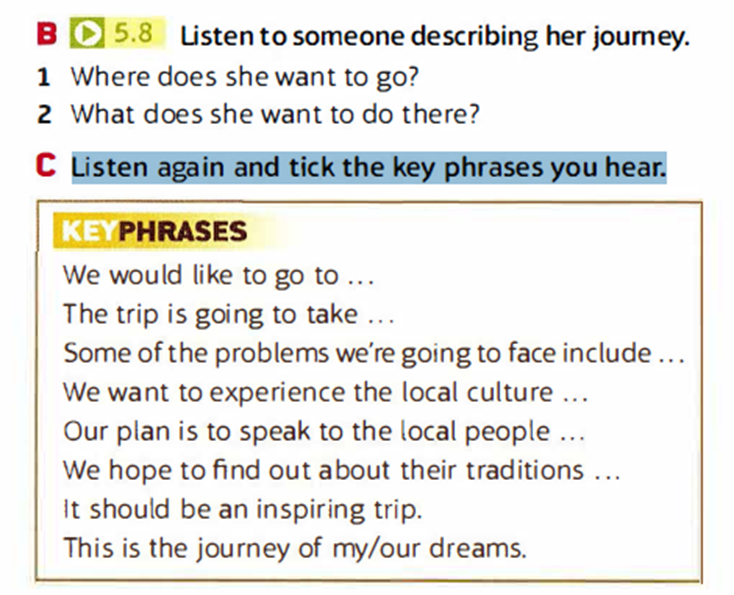 B 5.8 Listen to someone describing her journey.
1 Where does she want to go?
2 What does she want to do there?
C Listen again and tick the key phrases you hear.
KEYPHRASES
We would like to go to ...
The trip is going to take ...
Some of the problems we're going to face include ...
We want to experience the local culture ...
Our plan is to speak to the local people ...
We hope to find out about their traditions ...
It should be an inspiring trip.
This is the journey of my/our dreams.